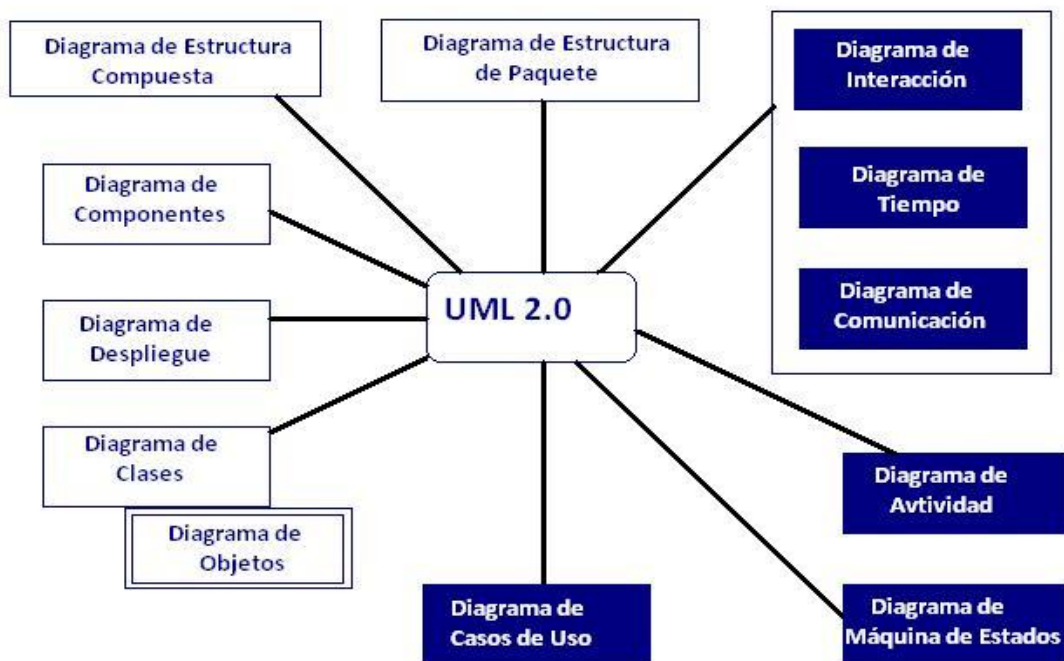 Diagrama de Estructura
Compuesta
Diagrama de Estructura
de Paquete
Diagrama de
Interacción
Diagrama de
Tiempo
Diagrama de
Comunicación
Diagrama de
Componentes
UML 2.0
Diagrama de
Despliegue
Diagrama de
Clases
Diagrama de
Objetos
Diagrama de
Avtividad
Diagrama de
Casos de Uso
Diagrama de
Máquina de Estados